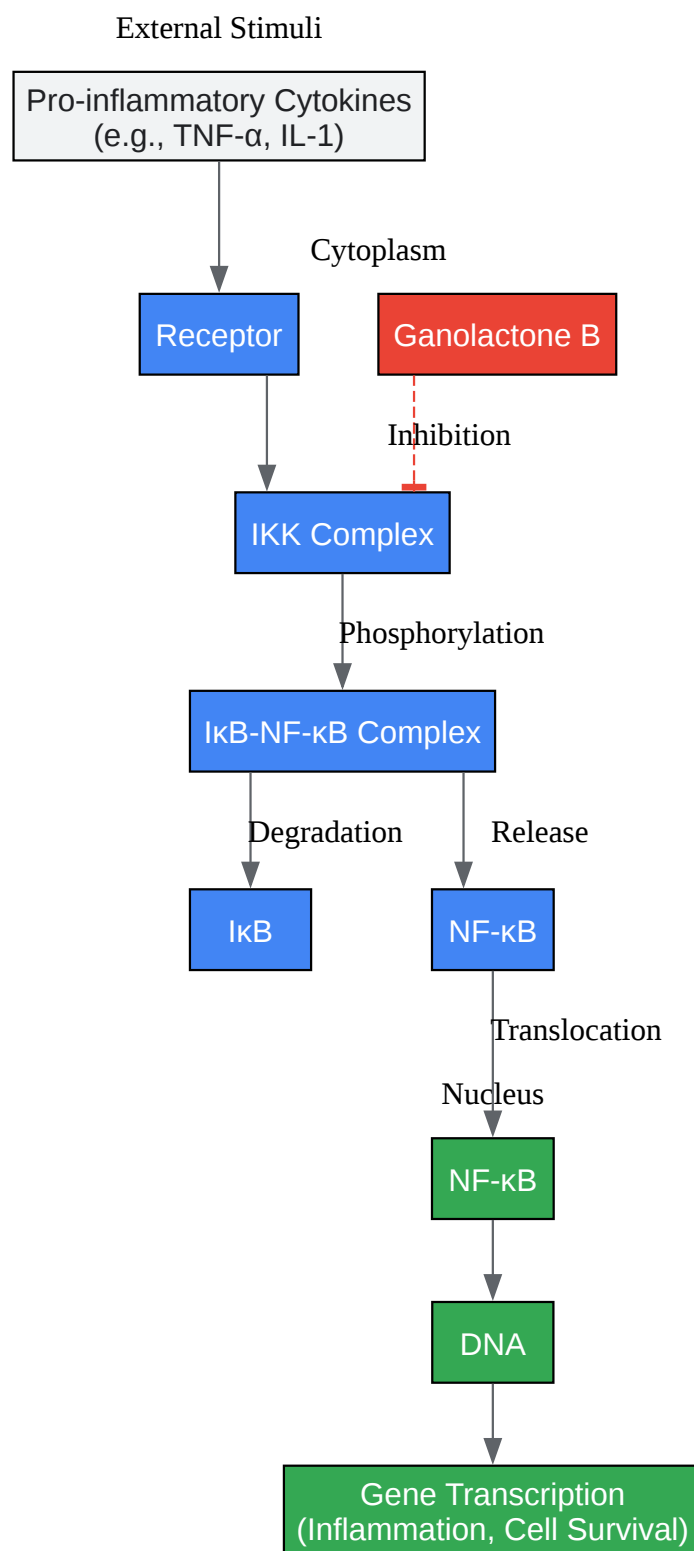 External Stimuli
Pro-inflammatory Cytokines
(e.g., TNF-α, IL-1)
Cytoplasm
Receptor
Ganolactone B
Inhibition
IKK Complex
Phosphorylation
IκB-NF-κB Complex
Degradation
Release
IκB
NF-κB
Translocation
Nucleus
NF-κB
DNA
Gene Transcription
(Inflammation, Cell Survival)